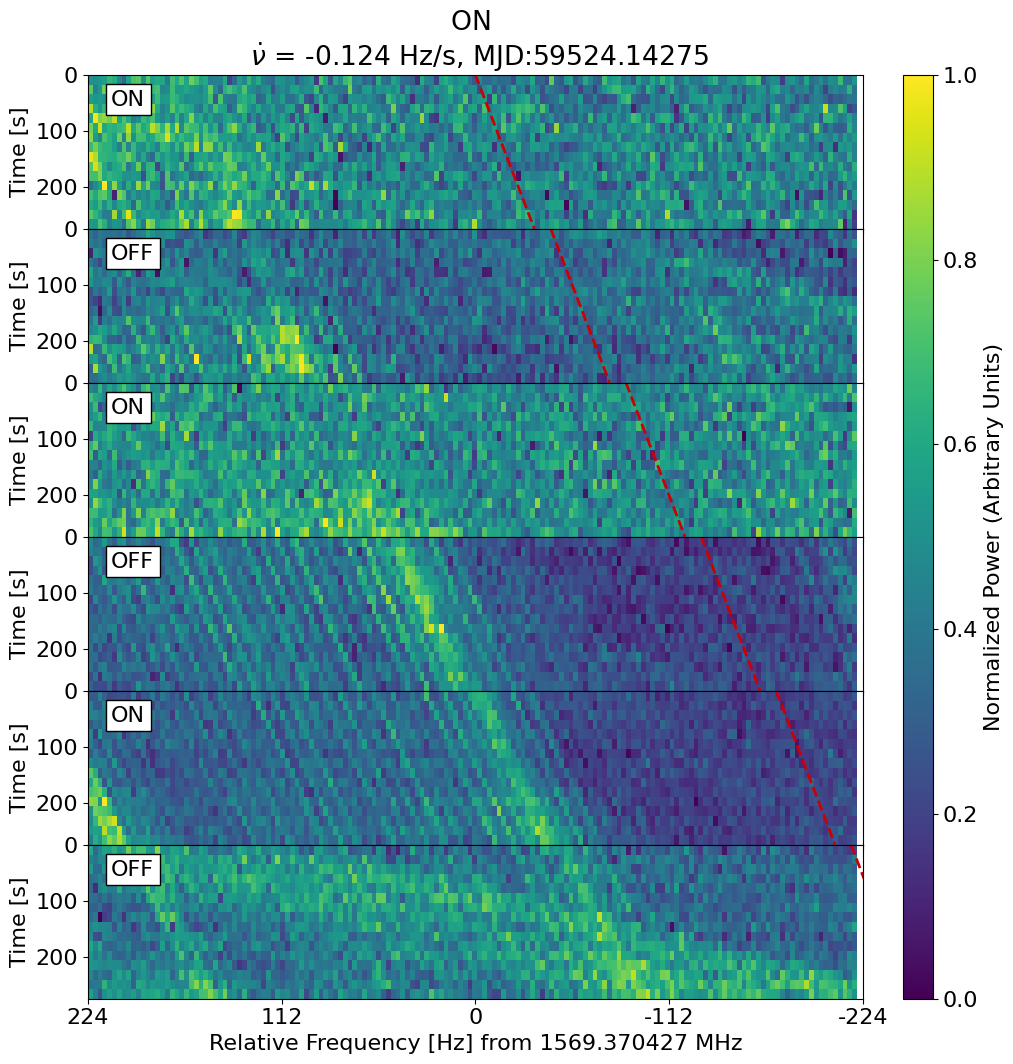 ON
ν̇ = -0.124 Hz/s, MJD:59524.14275
0
100
200
Time [s]
ON
0
100
200
Time [s]
OFF
0
100
200
Time [s]
ON
0
100
200
Time [s]
OFF
0
100
200
Time [s]
ON
0
100
200
Time [s]
OFF
224 112 0 -112 -224
Relative Frequency [Hz] from 1569.370427 MHz
1.0
0.8
0.6
0.4
0.2
0.0
Normalized Power (Arbitrary Units)